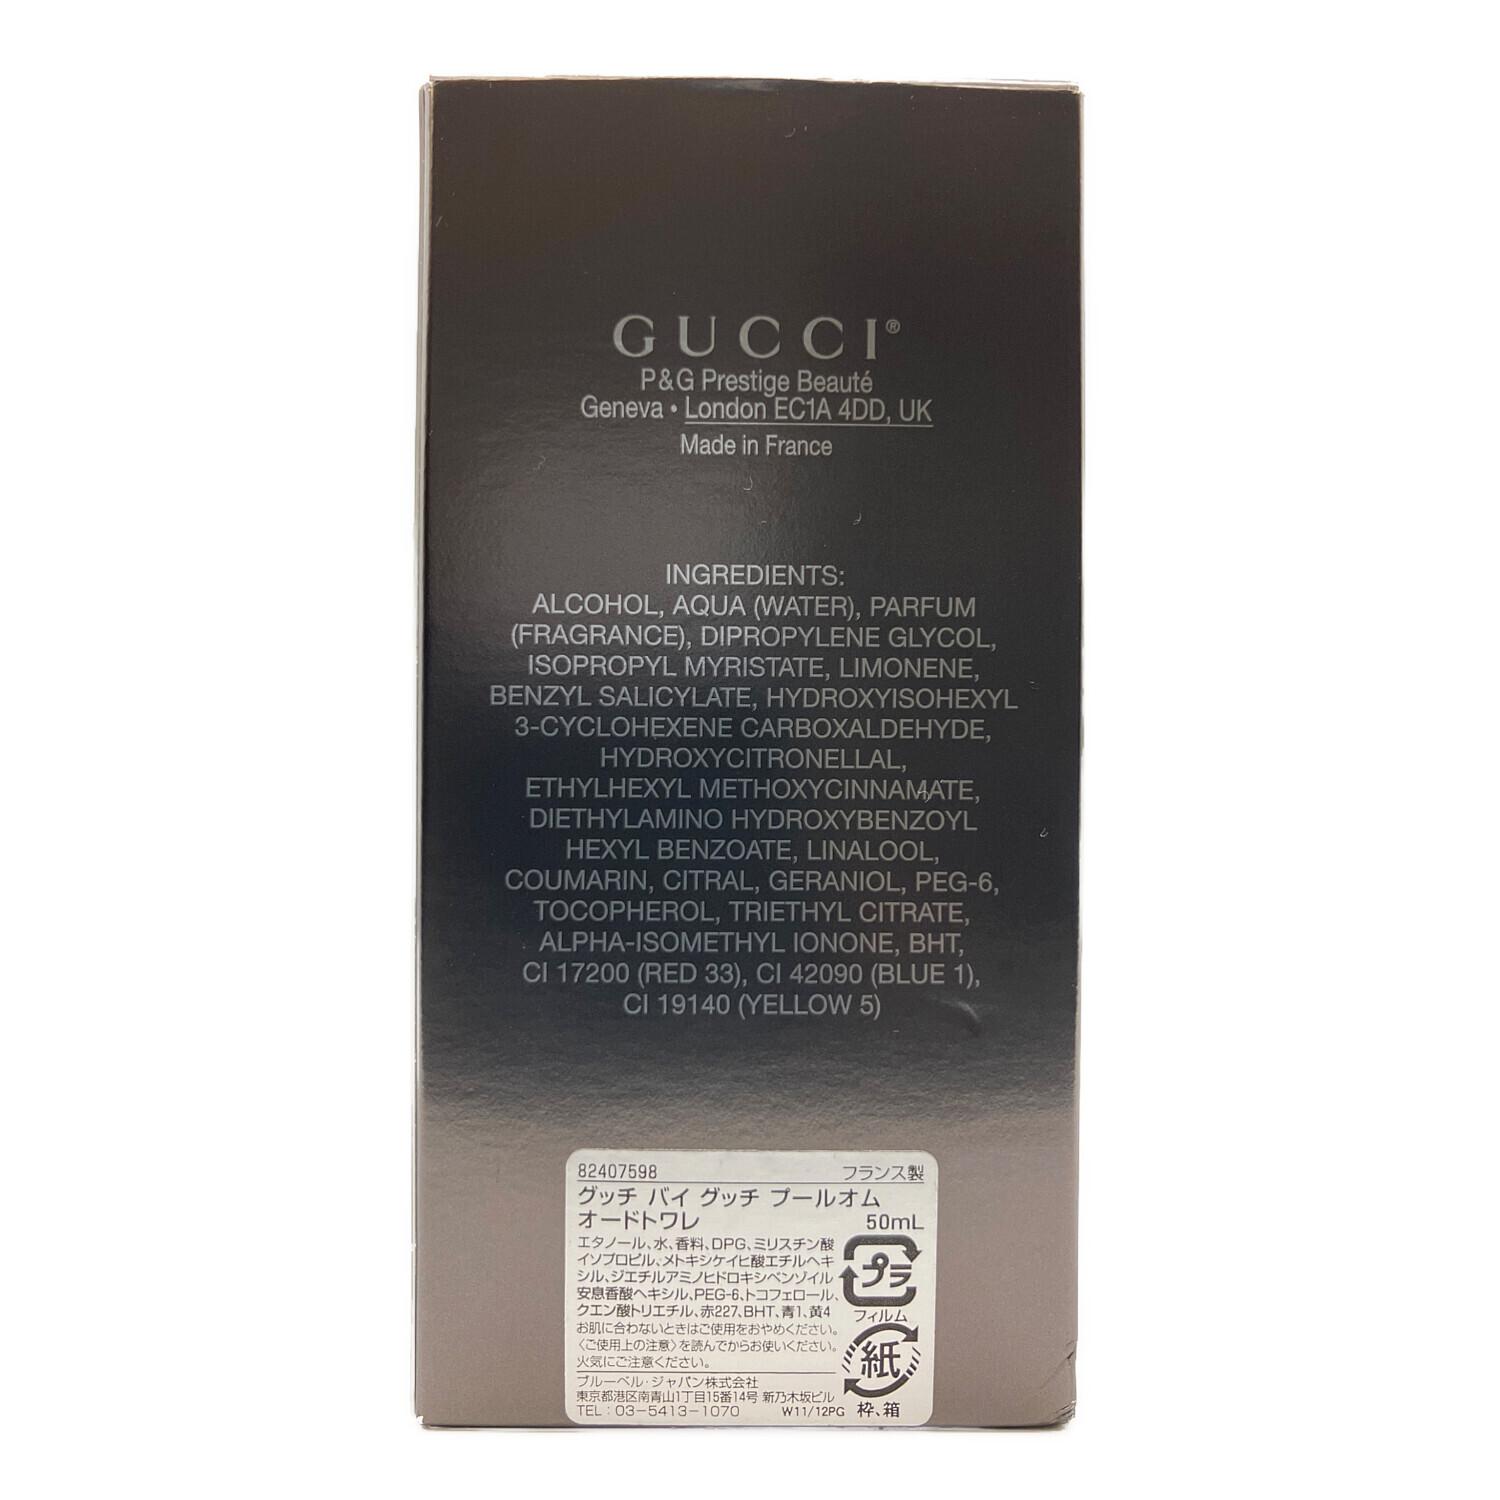 GUCCI®
P&G Prestige Beauté
Geneva • London EC1A 4DD, UK
Made in France
INGREDIENTS:
ALCOHOL, AQUA (WATER), PARFUM
(FRAGRANCE), DIPROPYLENE GLYCOL,
ISOPROPYL MYRISTATE, LIMONENE,
BENZYL SALICYLATE, HYDROXYISOHEXYL
3-CYCLOHEXENE CARBOXALDEHYDE,
HYDROXYCITRONELLAL,
ETHYLHEXYL METHOXYCINNAMATE,
DIETHYLAMINO HYDROXYBENZOYL
HEXYL BENZOATE, LINALOOL,
COUMARIN, CITRAL, GERANIOL, PEG-6,
TOCOPHEROL, TRIETHYL CITRATE,
ALPHA-ISOMETHYL IONONE, BHT,
CI 17200 (RED 33), CI 42090 (BLUE 1),
CI 19140 (YELLOW 5)
82407598 フランス製
グッチ バイ グッチ プールオム
オードトワレ 50mL
エタノール、水、香料、DPG、ミリスチン酸
イソプロピル、メトキシケイヒ酸エチルヘキ
シル、ジエチルアミノヒドロキシベンゾイル
安息香酸ヘキシル、PEG-6、トコフェロール、
クエン酸トリエチル、赤227、BHT、青1、黄4
お肌に合わないときはご使用をおやめください。
〈ご使用上の注意〉を読んでからお使いください。
火気にご注意ください。
ブルーベル・ジャパン株式会社
東京都港区南青山1丁目15番14号 新乃木坂ビル
TEL：03-5413-1070 W11/12PG
プラ
フィルム
紙
枠、箱